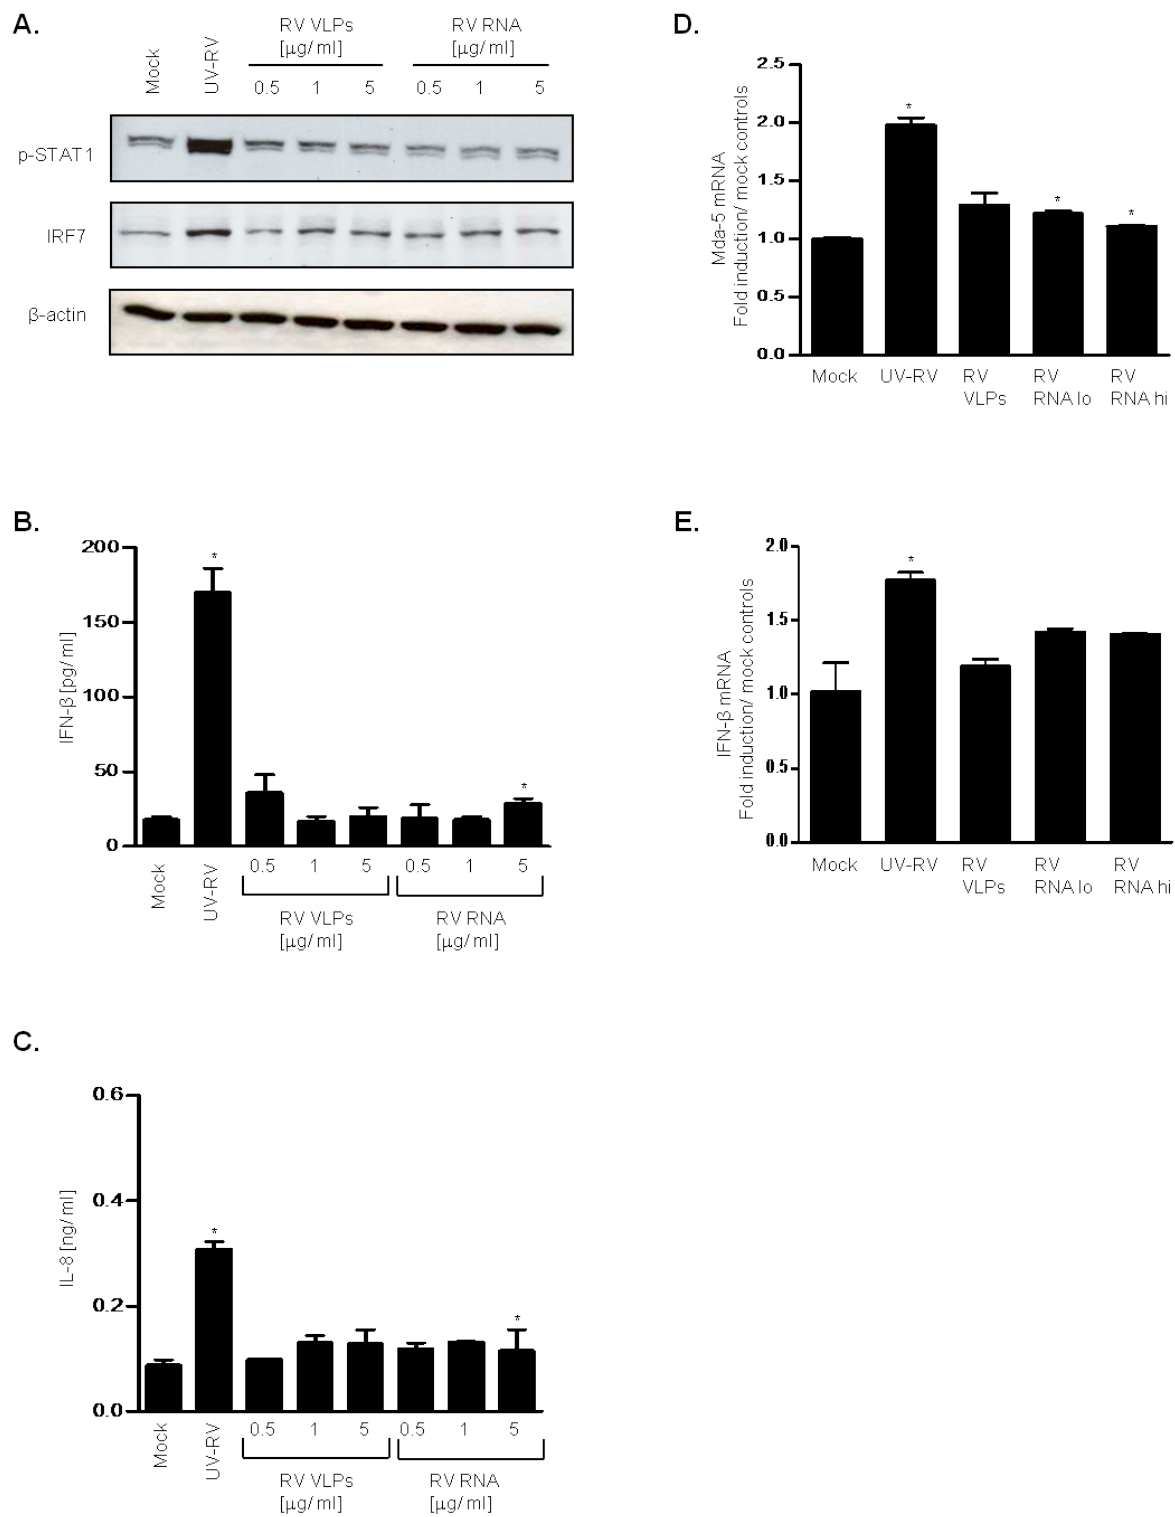 A.
Mock
UV-RV
RV VLPs
[μg/ml]
RV RNA
[μg/ml]
0.5 1 5 0.5 1 5
p-STAT1
IRF7
β-actin
B.
IFN-β [pg/ml]
200
150
100
50
0
*
*
Mock
UV-RV
0.5 1 5 0.5 1 5
RV VLPs
[μg/ml]
RV RNA
[μg/ml]
C.
IL-8 [ng/ml]
0.6
0.4
0.2
0.0
*
*
Mock
UV-RV
0.5 1 5 0.5 1 5
RV VLPs
[μg/ml]
RV RNA
[μg/ml]
D.
Mda-5 mRNA
Fold induction/ mock controls
2.5
2.0
1.5
1.0
0.5
0.0
*
* *
Mock UV-RV RV RV RV
VLPs RNA lo RNA hi
E.
IFN-β mRNA
Fold induction/ mock controls
2.0
1.5
1.0
0.5
0.0
*
Mock UV-RV RV RV RV
VLPs RNA lo RNA hi